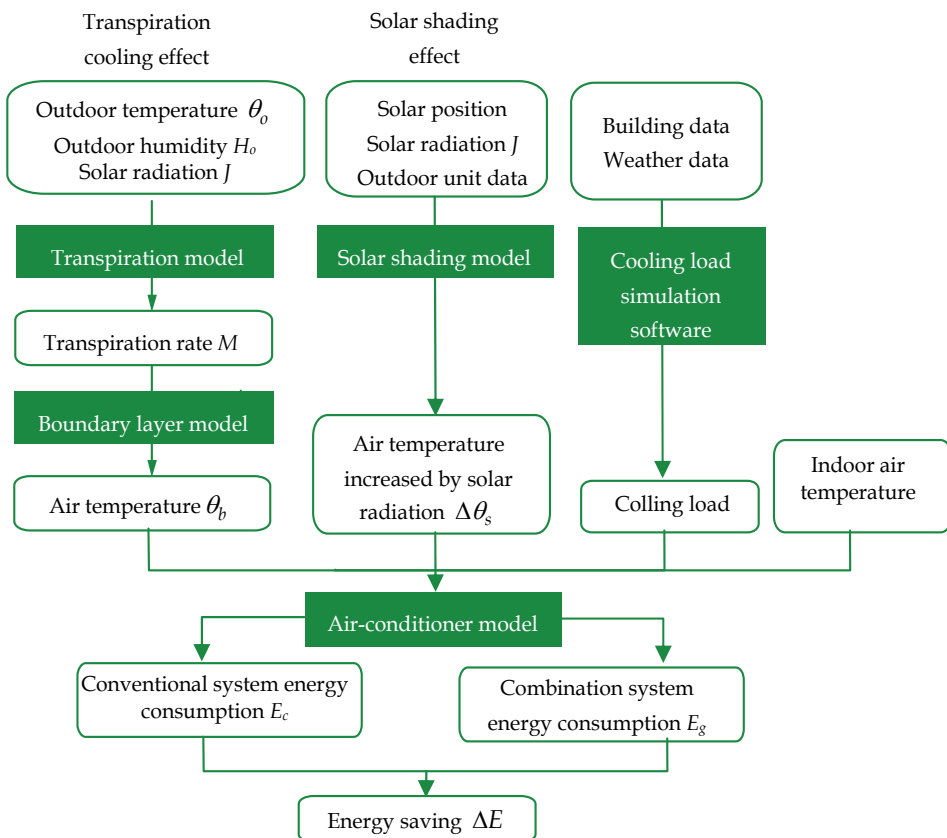 Transpiration
cooling effect
Solar shading
effect
Outdoor temperature θo
Outdoor humidity Ho
Solar radiation J
Solar position
Solar radiation J
Outdoor unit data
Building data
Weather data
Transpiration model
Solar shading model
Cooling load
simulation
software
Transpiration rate M
Boundary layer model
Air temperature θb
Air temperature
increased by solar
radiation Δθs
Colling load
Indoor air
temperature
Air-conditioner model
Conventional system energy
consumption Ec
Combination system
energy consumption Eg
Energy saving ΔE